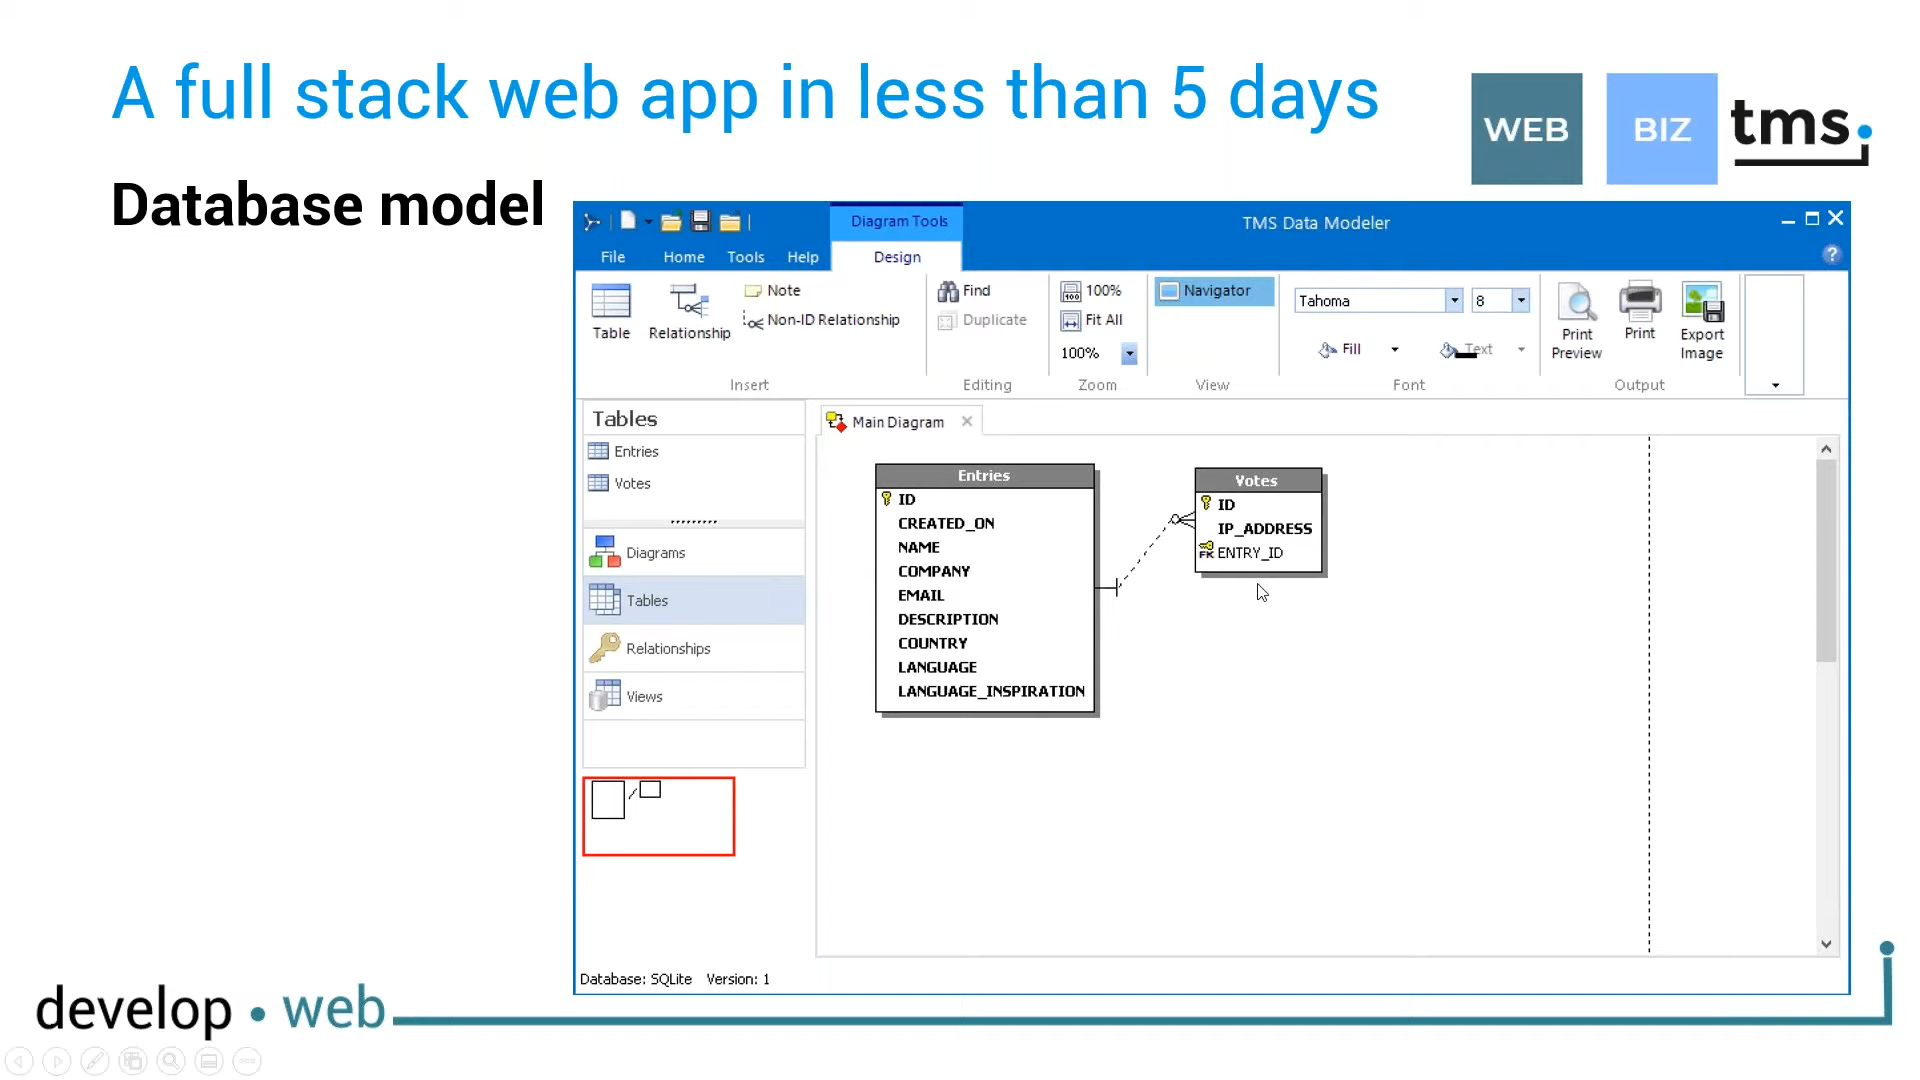 A full stack web app in less than 5 days
WEB
BIZ
tms
Database model
Diagram Tools
TMS Data Modeler
File
Home
Tools
Help
Design
?
Table
Relationship
Note
Non-ID Relationship
Insert
Find
Duplicate
Editing
100%
Fit All
100%
Zoom
Navigator
View
Tahoma
8
Fill
Text
Font
Print Preview
Print
Export Image
Output
Tables
Entries
Votes
Diagrams
Tables
Relationships
Views
Main Diagram
Entries
ID
CREATED_ON
NAME
COMPANY
EMAIL
DESCRIPTION
COUNTRY
LANGUAGE
LANGUAGE_INSPIRATION
Votes
ID
IP_ADDRESS
FK ENTRY_ID
Database: SQLite Version: 1
develop • web